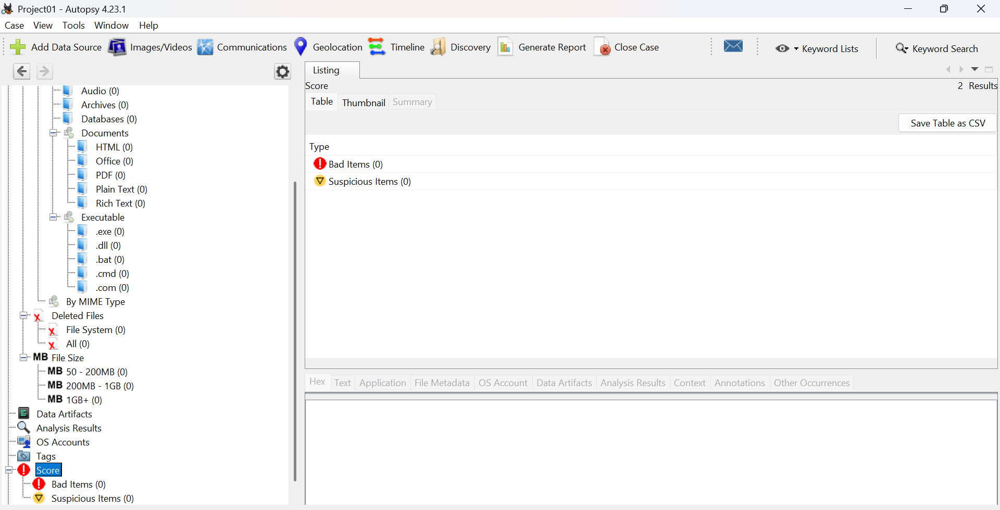 Project01 - Autopsy 4.23.1
Case View Tools Window Help
Add Data Source Images/Videos Communications Geolocation Timeline Discovery Generate Report Close Case Keyword Lists Keyword Search
Audio (0)
Archives (0)
Databases (0)
Documents
HTML (0)
Office (0)
PDF (0)
Plain Text (0)
Rich Text (0)
Executable
.exe (0)
.dll (0)
.bat (0)
.cmd (0)
.com (0)
By MIME Type
Deleted Files
File System (0)
All (0)
MB File Size
MB 50 - 200MB (0)
MB 200MB - 1GB (0)
MB 1GB+ (0)
Data Artifacts
Analysis Results
OS Accounts
Tags
Score
Bad Items (0)
Suspicious Items (0)
Listing
Score 2 Results
Table Thumbnail Summary
Save Table as CSV
Type
Bad Items (0)
Suspicious Items (0)
Hex Text Application File Metadata OS Account Data Artifacts Analysis Results Context Annotations Other Occurrences